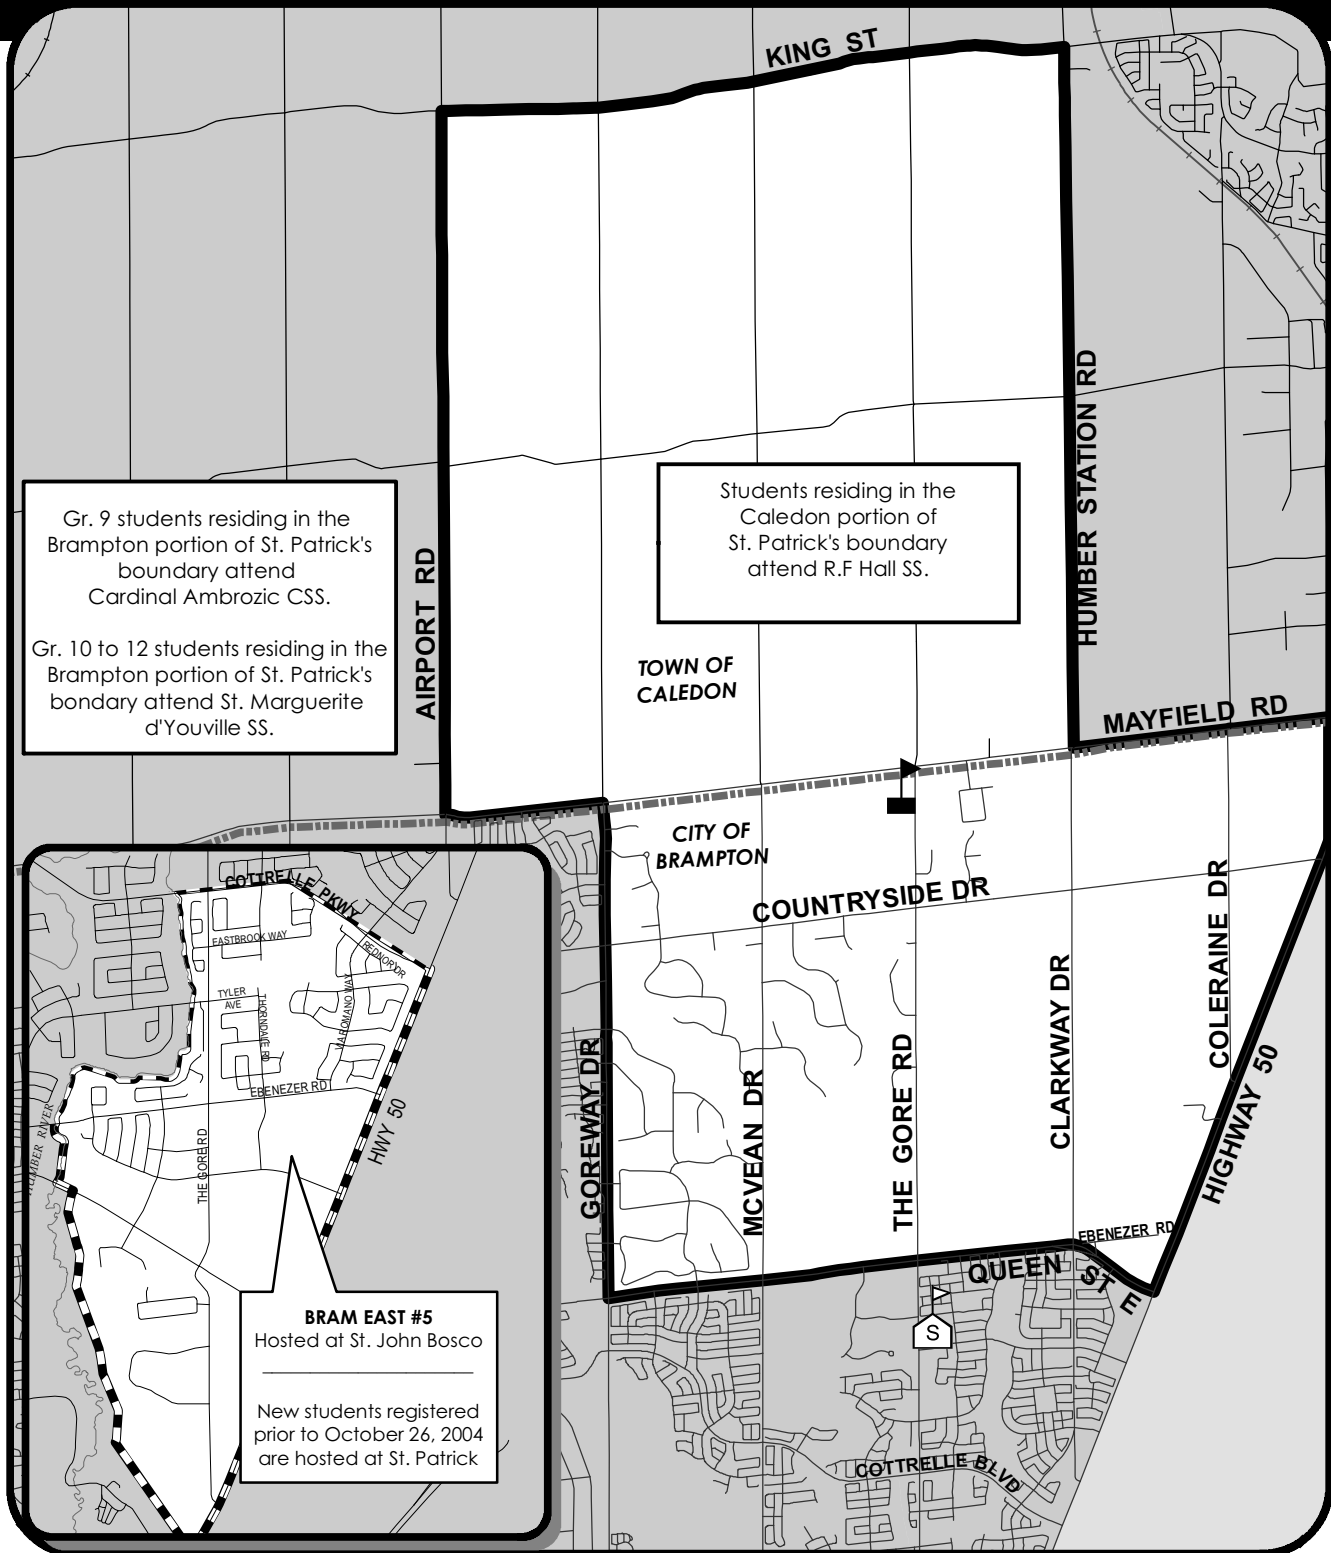 KING ST
HUMBER STATION RD
AIRPORT RD
Gr. 9 students residing in the
Brampton portion of St. Patrick's
boundary attend
Cardinal Ambrozic CSS.
Gr. 10 to 12 students residing in the
Brampton portion of St. Patrick's
bondary attend St. Marguerite
d'Youville SS.
Students residing in the
Caledon portion of
St. Patrick's boundary
attend R.F Hall SS.
TOWN OF
CALEDON
MAYFIELD RD
CITY OF
BRAMPTON
COUNTRYSIDE DR
COLERAINE DR
CLARKWAY DR
THE GORE RD
MCVEAN DR
GOREWAY DR
HIGHWAY 50
EBENEZER RD
QUEEN ST E
S
COTTRELLE BLVD
COTTRELLE PKWY
FASTBROOK WAY
REDNOR DR
TYLER
AVE
THORNDALE RD
VIA ROMANO WAY
EBENEZER RD
HWY 50
HUMBER RIVER
THE GORE RD
BRAM EAST #5
Hosted at St. John Bosco
New students registered
prior to October 26, 2004
are hosted at St. Patrick